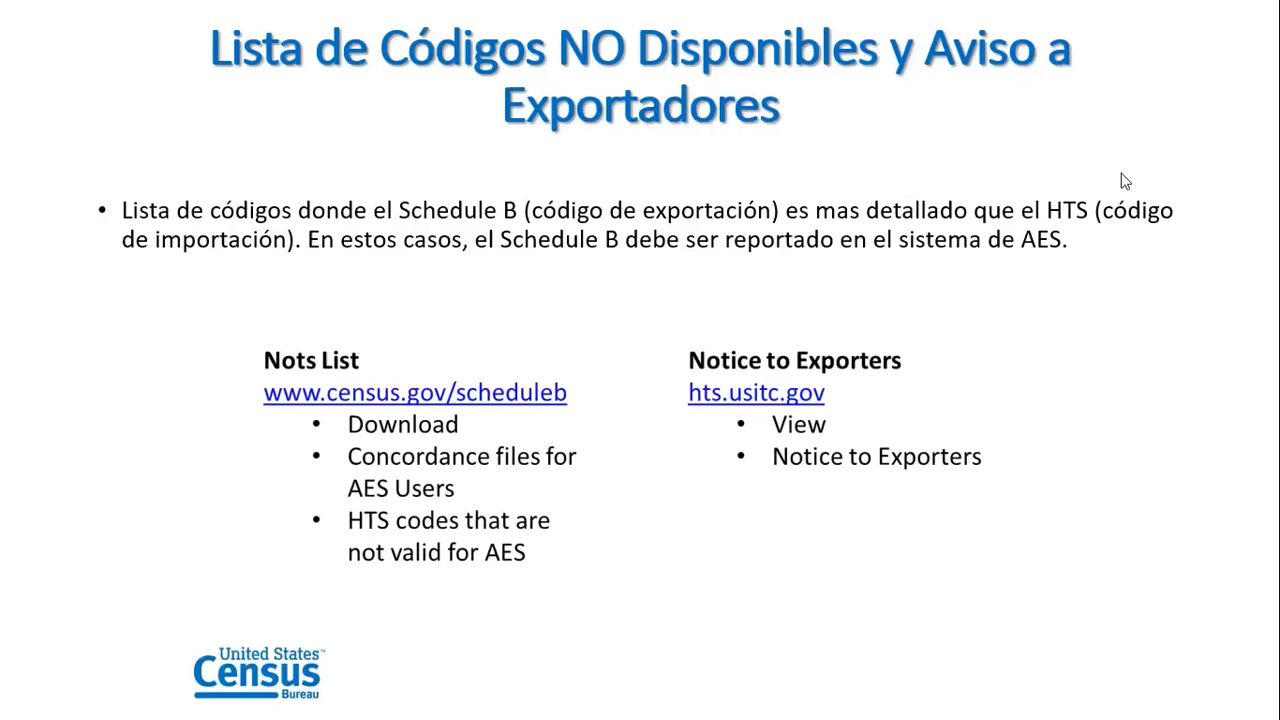 Lista de Códigos NO Disponibles y Aviso a
Exportadores
• Lista de códigos donde el Schedule B (código de exportación) es mas detallado que el HTS (código
de importación). En estos casos, el Schedule B debe ser reportado en el sistema de AES.
Nots List
www.census.gov/scheduleb
• Download
• Concordance files for
AES Users
• HTS codes that are
not valid for AES
Notice to Exporters
hts.usitc.gov
• View
• Notice to Exporters
United States™
Census
Bureau